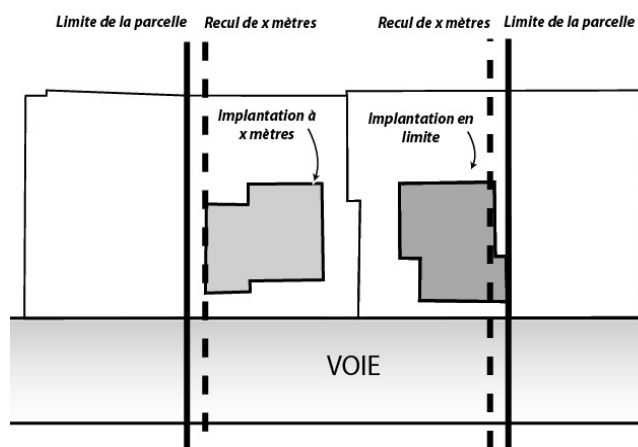 Limite de la parcelle
Recul de x mètres
Recul de x mètres
Limite de la parcelle
Implantation à
x mètres
Implantation en
limite
VOIE